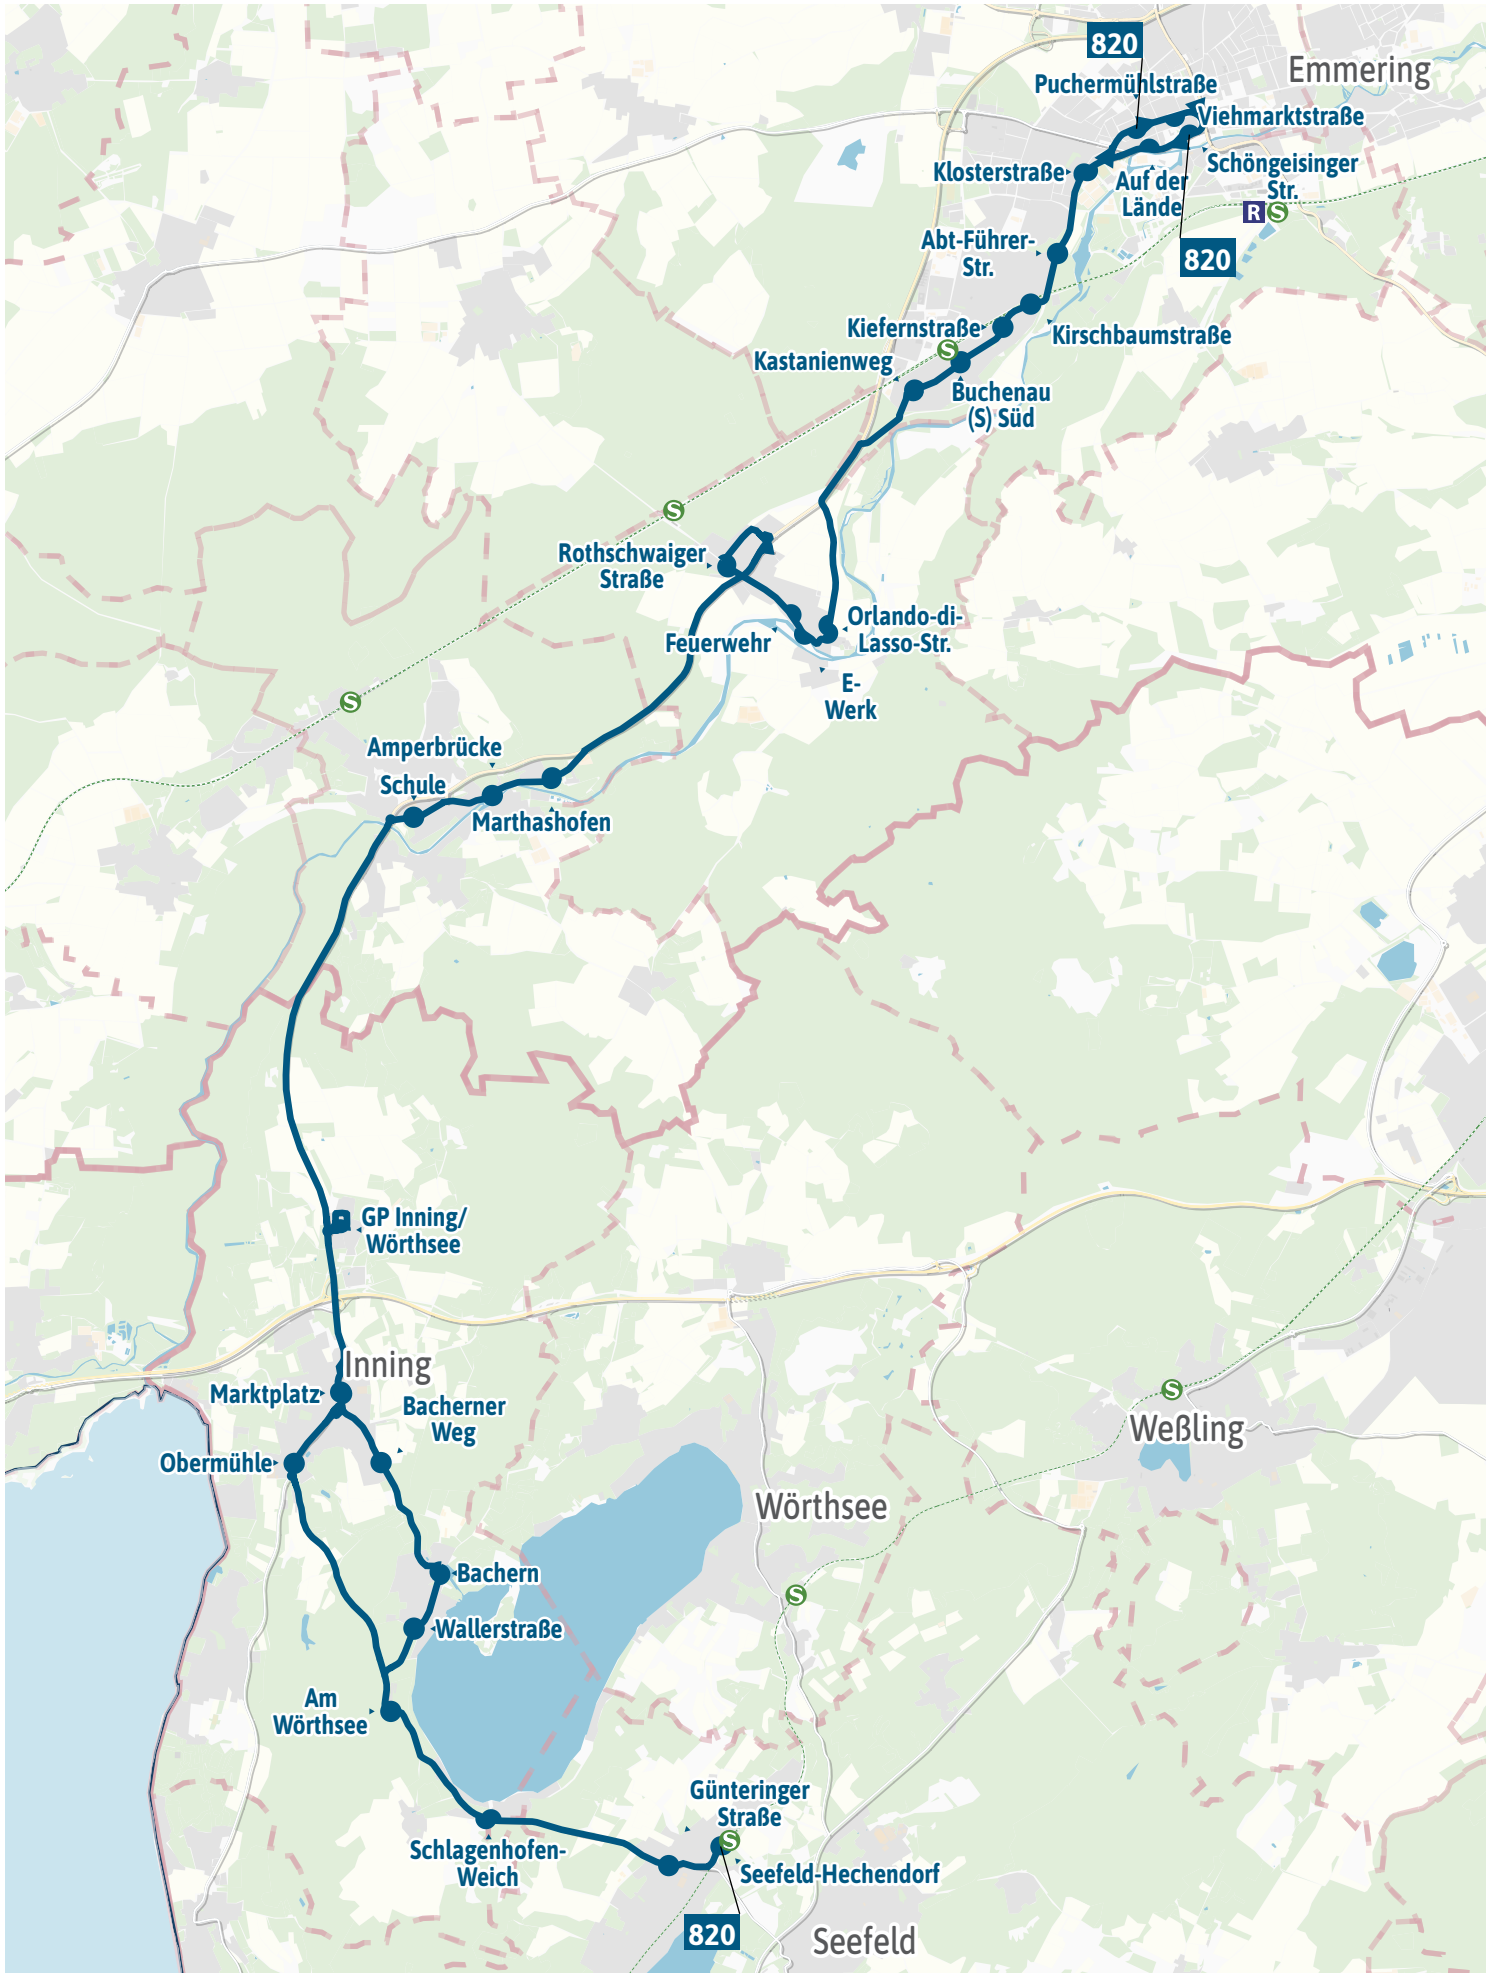 820
Emmering
Puchermühlstraße
Viehmarktstraße
Klosterstraße
Auf der
Lände
Schöngeisinger
Str.
R
S
820
Abt-Führer-
Str.
Kiefernstraße
Kirschbaumstraße
S
Kastanienweg
Buchenau
(S) Süd
S
Rothschwaiger
Straße
Orlando-di-
Lasso-Str.
Feuerwehr
E-
Werk
S
Amperbrücke
Schule
Marthashofen
GP Inning/
Wörthsee
Inning
Marktplatz
Bacherner
Weg
S
Weßling
Obermühle
Wörthsee
Bachern
S
Wallerstraße
Am
Wörthsee
Günteringer
Straße
S
Schlagenhofen-
Weich
Seefeld-Hechendorf
820
Seefeld